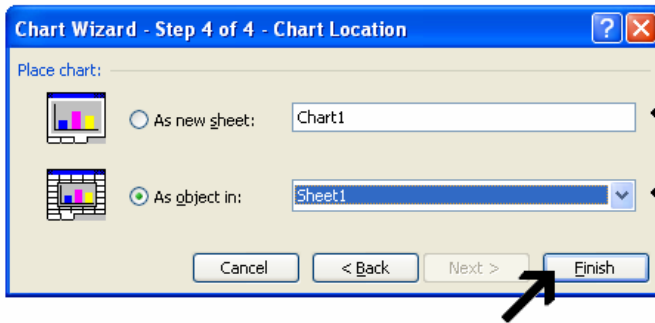 Chart Wizard - Step 4 of 4 - Chart Location
Place chart:
As new sheet: Chart1
As object in: Sheet1
Cancel < Back Next > Finish